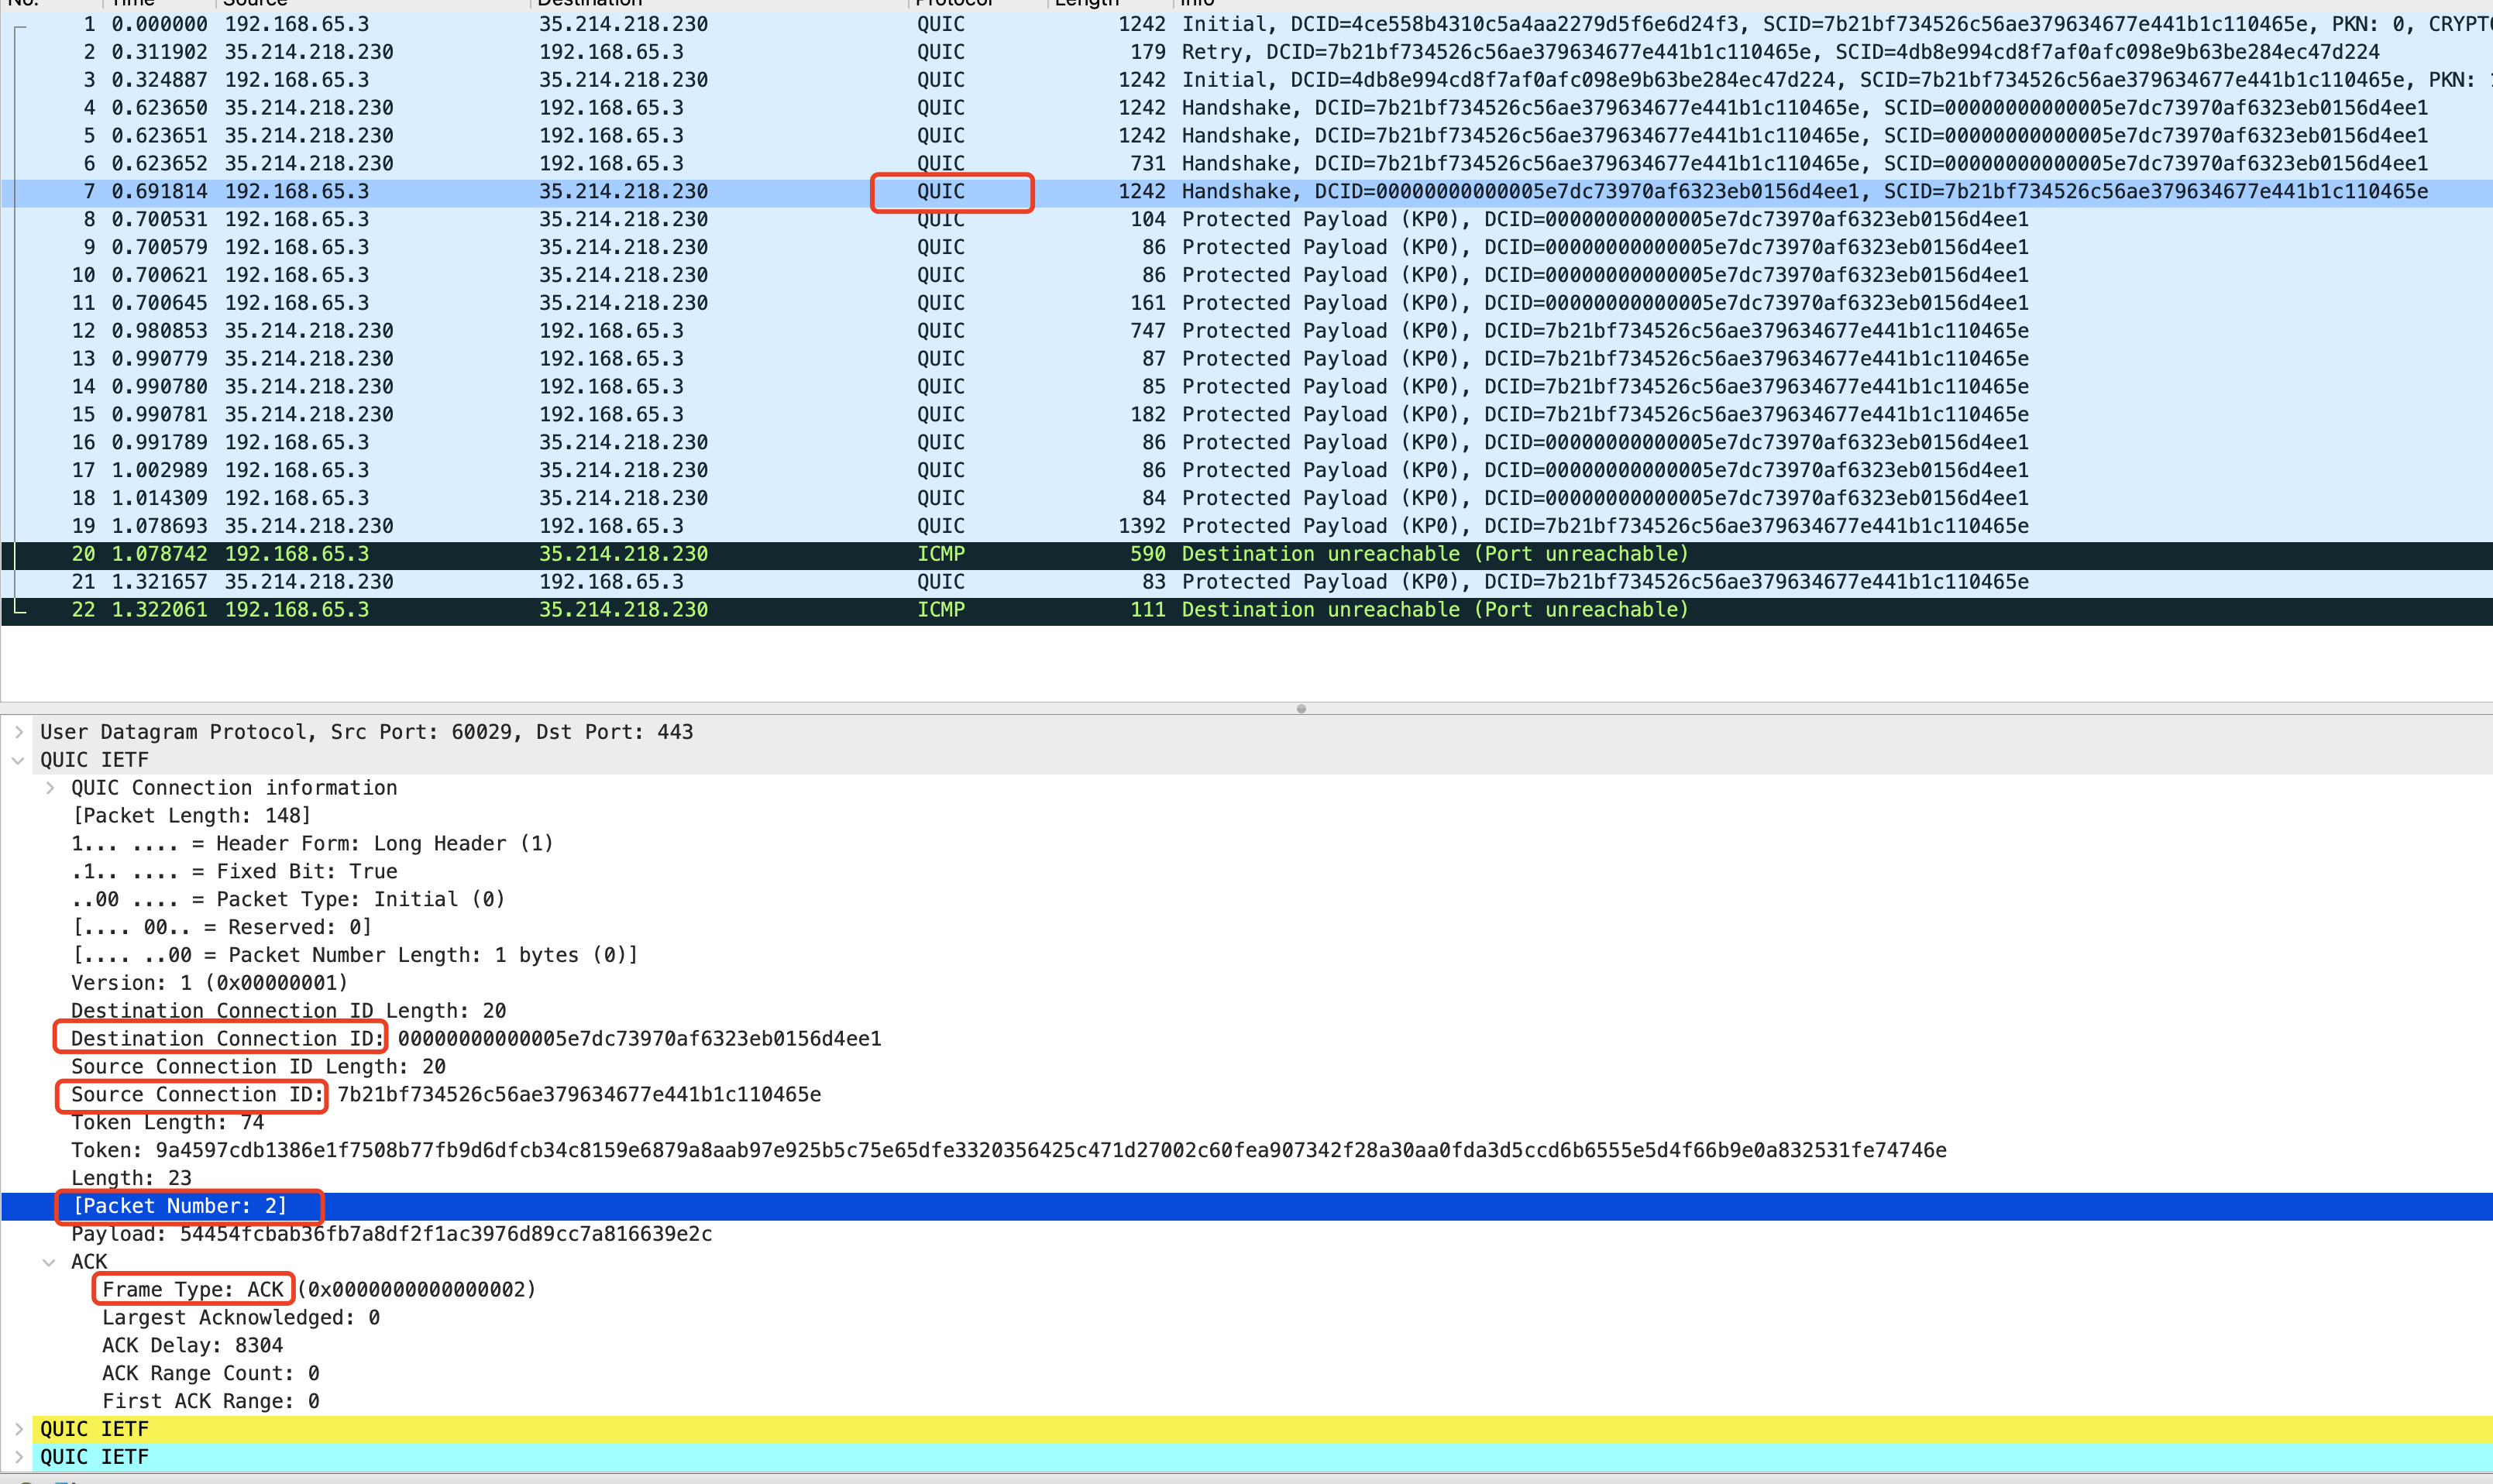 No. Time Source Destination Protocol Length Info
1 0.000000 192.168.65.3 35.214.218.230 QUIC 1242 Initial, DCID=4ce558b4310c5a4aa2279d5f6e6d24f3, SCID=7b21bf734526c56ae379634677e441b1c110465e, PKN: 0, CRYPTO
2 0.311902 35.214.218.230 192.168.65.3 QUIC 179 Retry, DCID=7b21bf734526c56ae379634677e441b1c110465e, SCID=4db8e994cd8f7af0afc098e9b63be284ec47d224
3 0.324887 192.168.65.3 35.214.218.230 QUIC 1242 Initial, DCID=4db8e994cd8f7af0afc098e9b63be284ec47d224, SCID=7b21bf734526c56ae379634677e441b1c110465e, PKN: 1
4 0.623650 35.214.218.230 192.168.65.3 QUIC 1242 Handshake, DCID=7b21bf734526c56ae379634677e441b1c110465e, SCID=00000000000005e7dc73970af6323eb0156d4ee1
5 0.623651 35.214.218.230 192.168.65.3 QUIC 1242 Handshake, DCID=7b21bf734526c56ae379634677e441b1c110465e, SCID=00000000000005e7dc73970af6323eb0156d4ee1
6 0.623652 35.214.218.230 192.168.65.3 QUIC 731 Handshake, DCID=7b21bf734526c56ae379634677e441b1c110465e, SCID=00000000000005e7dc73970af6323eb0156d4ee1
7 0.691814 192.168.65.3 35.214.218.230 QUIC 1242 Handshake, DCID=00000000000005e7dc73970af6323eb0156d4ee1, SCID=7b21bf734526c56ae379634677e441b1c110465e
8 0.700531 192.168.65.3 35.214.218.230 QUIC 104 Protected Payload (KP0), DCID=00000000000005e7dc73970af6323eb0156d4ee1
9 0.700579 192.168.65.3 35.214.218.230 QUIC 86 Protected Payload (KP0), DCID=00000000000005e7dc73970af6323eb0156d4ee1
10 0.700621 192.168.65.3 35.214.218.230 QUIC 86 Protected Payload (KP0), DCID=00000000000005e7dc73970af6323eb0156d4ee1
11 0.700645 192.168.65.3 35.214.218.230 QUIC 161 Protected Payload (KP0), DCID=00000000000005e7dc73970af6323eb0156d4ee1
12 0.980853 35.214.218.230 192.168.65.3 QUIC 747 Protected Payload (KP0), DCID=7b21bf734526c56ae379634677e441b1c110465e
13 0.990779 35.214.218.230 192.168.65.3 QUIC 87 Protected Payload (KP0), DCID=7b21bf734526c56ae379634677e441b1c110465e
14 0.990780 35.214.218.230 192.168.65.3 QUIC 85 Protected Payload (KP0), DCID=7b21bf734526c56ae379634677e441b1c110465e
15 0.990781 35.214.218.230 192.168.65.3 QUIC 182 Protected Payload (KP0), DCID=7b21bf734526c56ae379634677e441b1c110465e
16 0.991789 192.168.65.3 35.214.218.230 QUIC 86 Protected Payload (KP0), DCID=00000000000005e7dc73970af6323eb0156d4ee1
17 1.002989 192.168.65.3 35.214.218.230 QUIC 86 Protected Payload (KP0), DCID=00000000000005e7dc73970af6323eb0156d4ee1
18 1.014309 192.168.65.3 35.214.218.230 QUIC 84 Protected Payload (KP0), DCID=00000000000005e7dc73970af6323eb0156d4ee1
19 1.078693 35.214.218.230 192.168.65.3 QUIC 1392 Protected Payload (KP0), DCID=7b21bf734526c56ae379634677e441b1c110465e
20 1.078742 192.168.65.3 35.214.218.230 ICMP 590 Destination unreachable (Port unreachable)
21 1.321657 35.214.218.230 192.168.65.3 QUIC 83 Protected Payload (KP0), DCID=7b21bf734526c56ae379634677e441b1c110465e
22 1.322061 192.168.65.3 35.214.218.230 ICMP 111 Destination unreachable (Port unreachable)
User Datagram Protocol, Src Port: 60029, Dst Port: 443
QUIC IETF
QUIC Connection information
[Packet Length: 148]
1... .... = Header Form: Long Header (1)
.1.. .... = Fixed Bit: True
..00 .... = Packet Type: Initial (0)
[.... 00.. = Reserved: 0]
[.... ..00 = Packet Number Length: 1 bytes (0)]
Version: 1 (0x00000001)
Destination Connection ID Length: 20
Destination Connection ID: 00000000000005e7dc73970af6323eb0156d4ee1
Source Connection ID Length: 20
Source Connection ID: 7b21bf734526c56ae379634677e441b1c110465e
Token Length: 74
Token: 9a4597cdb1386e1f7508b77fb9d6dfcb34c8159e6879a8aab97e925b5c75e65dfe3320356425c471d27002c60fea907342f28a30aa0fda3d5ccd6b6555e5d4f66b9e0a832531fe74746e
Length: 23
[Packet Number: 2]
Payload: 54454fcbab36fb7a8df2f1ac3976d89cc7a816639e2c
ACK
Frame Type: ACK (0x0000000000000002)
Largest Acknowledged: 0
ACK Delay: 8304
ACK Range Count: 0
First ACK Range: 0
QUIC IETF
QUIC IETF